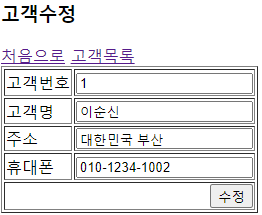 고객수정
처음으로 고객목록
고객번호 1
고객명 이순신
주소 대한민국 부산
휴대폰 010-1234-1002
수정